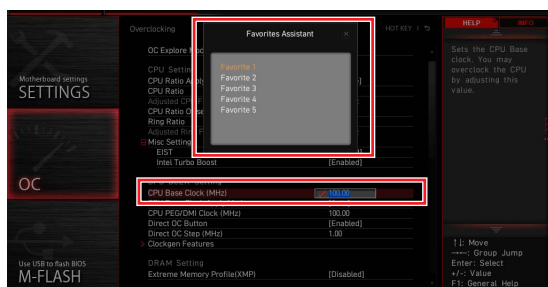 Overclocking
Favorites Assistant
×
HOT KEY
HELP
INFO
OC Explore Mod
CPU Setting
CPU Ratio Apply
CPU Ratio
Adjusted CPU F
CPU Ratio Offse
Ring Ratio
Adjusted Ring F
Misc Setting
EIST
Intel Turbo Boost [Enabled]
Favorite 1
Favorite 2
Favorite 3
Favorite 4
Favorite 5
Motherboard settings
SETTINGS
OC
Use USB to flash BIOS
M-FLASH
CPU Base Clock (MHz) 100.00
CPU PEG/DMI Clock (MHz) 100.00
Direct OC Button [Enabled]
Direct OC Step (MHz) 1.00
Clockgen Features
DRAM Setting
Extreme Memory Profile(XMP) [Disabled]
Sets the CPU Base
clock. You may
overclock the CPU
by adjusting this
value.
↑↓: Move
→←: Group Jump
Enter: Select
+/-: Value
F1: General Help